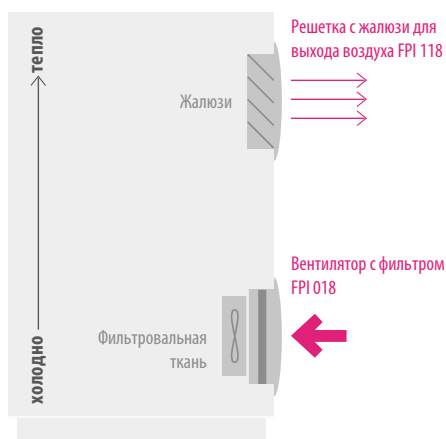 Решетка с жалюзи для
выхода воздуха FPI 118
тепло
Жалюзи
Вентилятор с фильтром
FPI 018
Фильтровальная
ткань
холодно